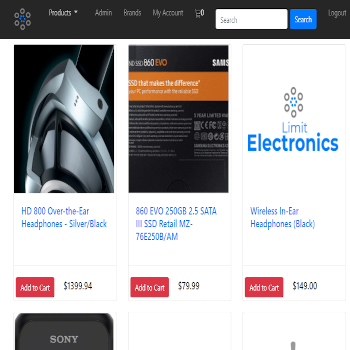 Products Admin Brands My Account 0 Search Search Logout
SSD 860 EVO SAMS
SSD that makes the difference"
Limit
Electronics
HD 800 Over-the-Ear
Headphones - Silver/Black
860 EVO 250GB 2.5 SATA
III SSD Retail MZ-
76E250B/AM
Wireless In-Ear
Headphones (Black)
Add to Cart $1399.94
Add to Cart $79.99
Add to Cart $149.00
SONY